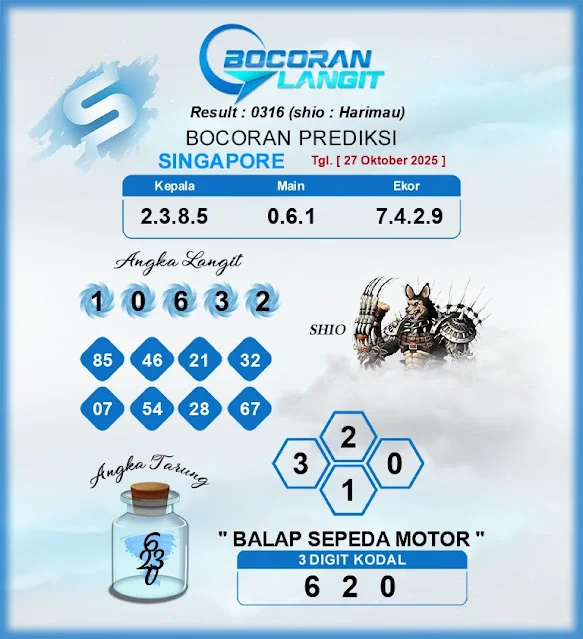 BOCORAN
LANGIT
Result : 0316 (shio : Harimau)
BOCORAN PREDIKSI
SINGAPORE Tgl. [ 27 Oktober 2025 ]
Kepala Main Ekor
2.3.8.5 0.6.1 7.4.2.9
Angka Langit
1 0 6 3 2
SHIO
85 46 21 32
07 54 28 67
2
3 0
1
Angka Tarung
6
23
0
" BALAP SEPEDA MOTOR "
3 DIGIT KODAL
6 2 0